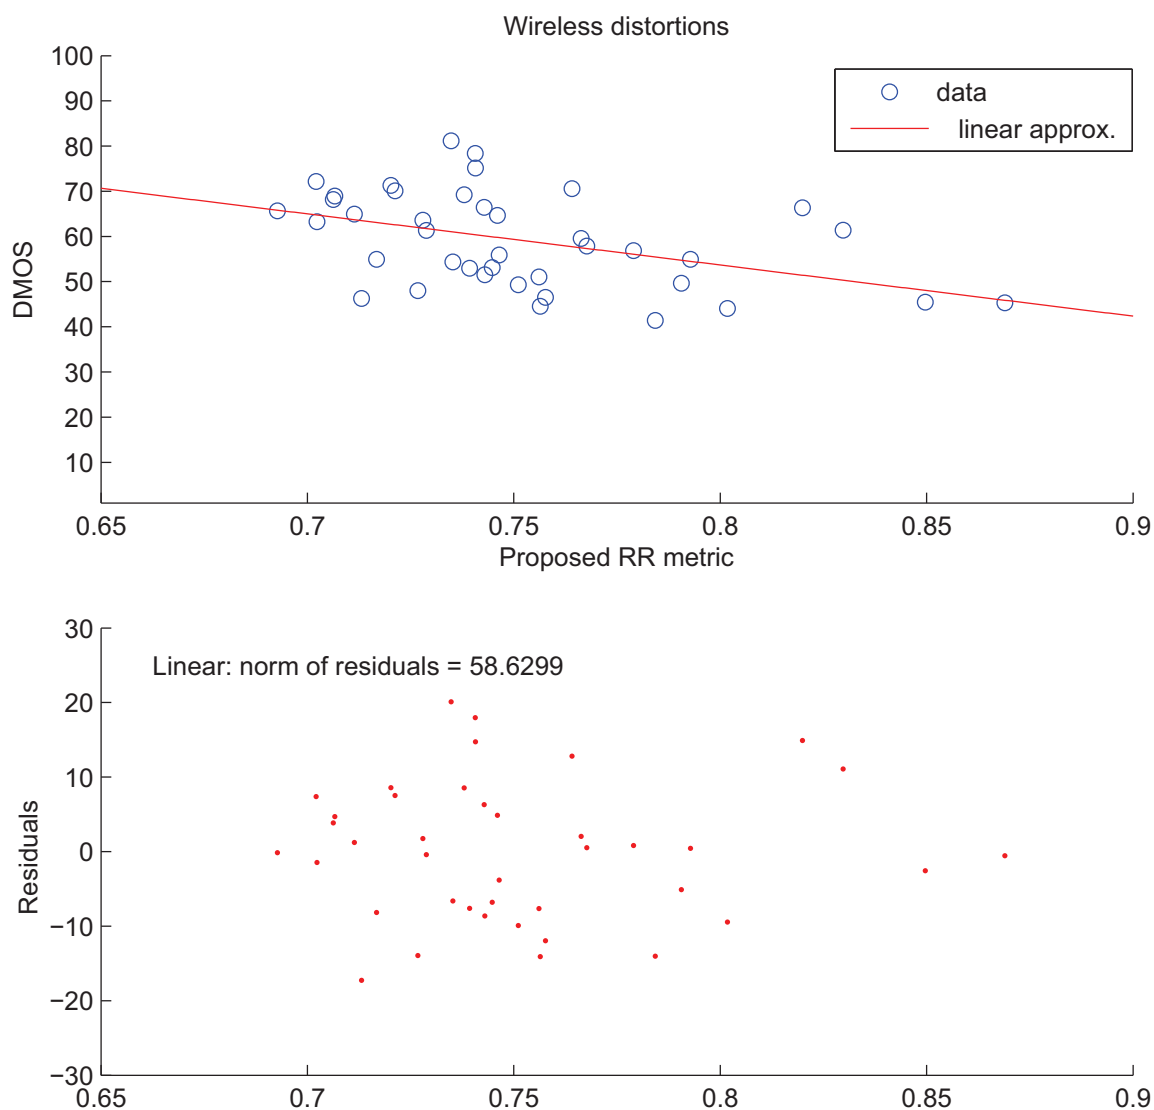 Wireless distortions
100
90
80
70
60
50
40
30
20
10
DMOS
data
linear approx.
0.65 0.7 0.75 0.8 0.85 0.9
Proposed RR metric
30
20
10
0
−10
−20
−30
Residuals
Linear: norm of residuals = 58.6299
0.65 0.7 0.75 0.8 0.85 0.9